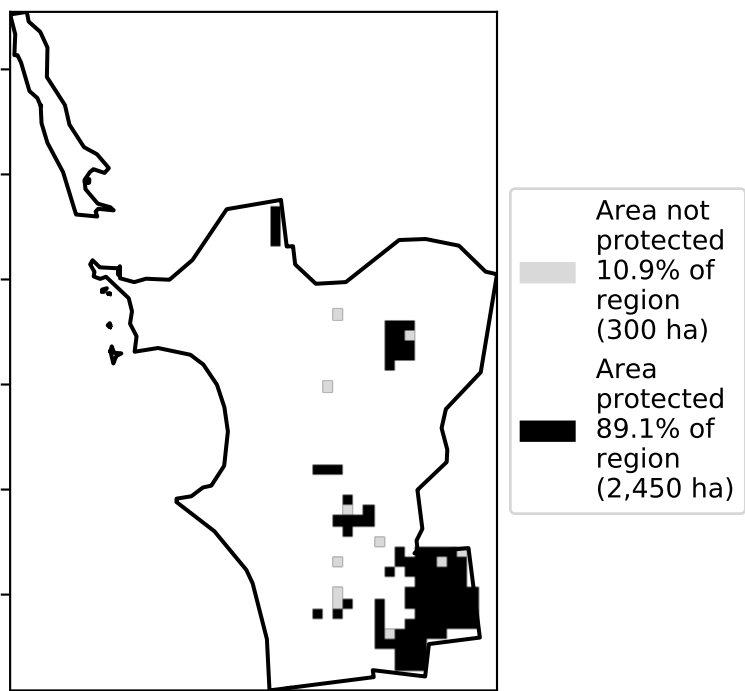 Area not
protected
10.9% of
region
(300 ha)
Area
protected
89.1% of
region
(2,450 ha)